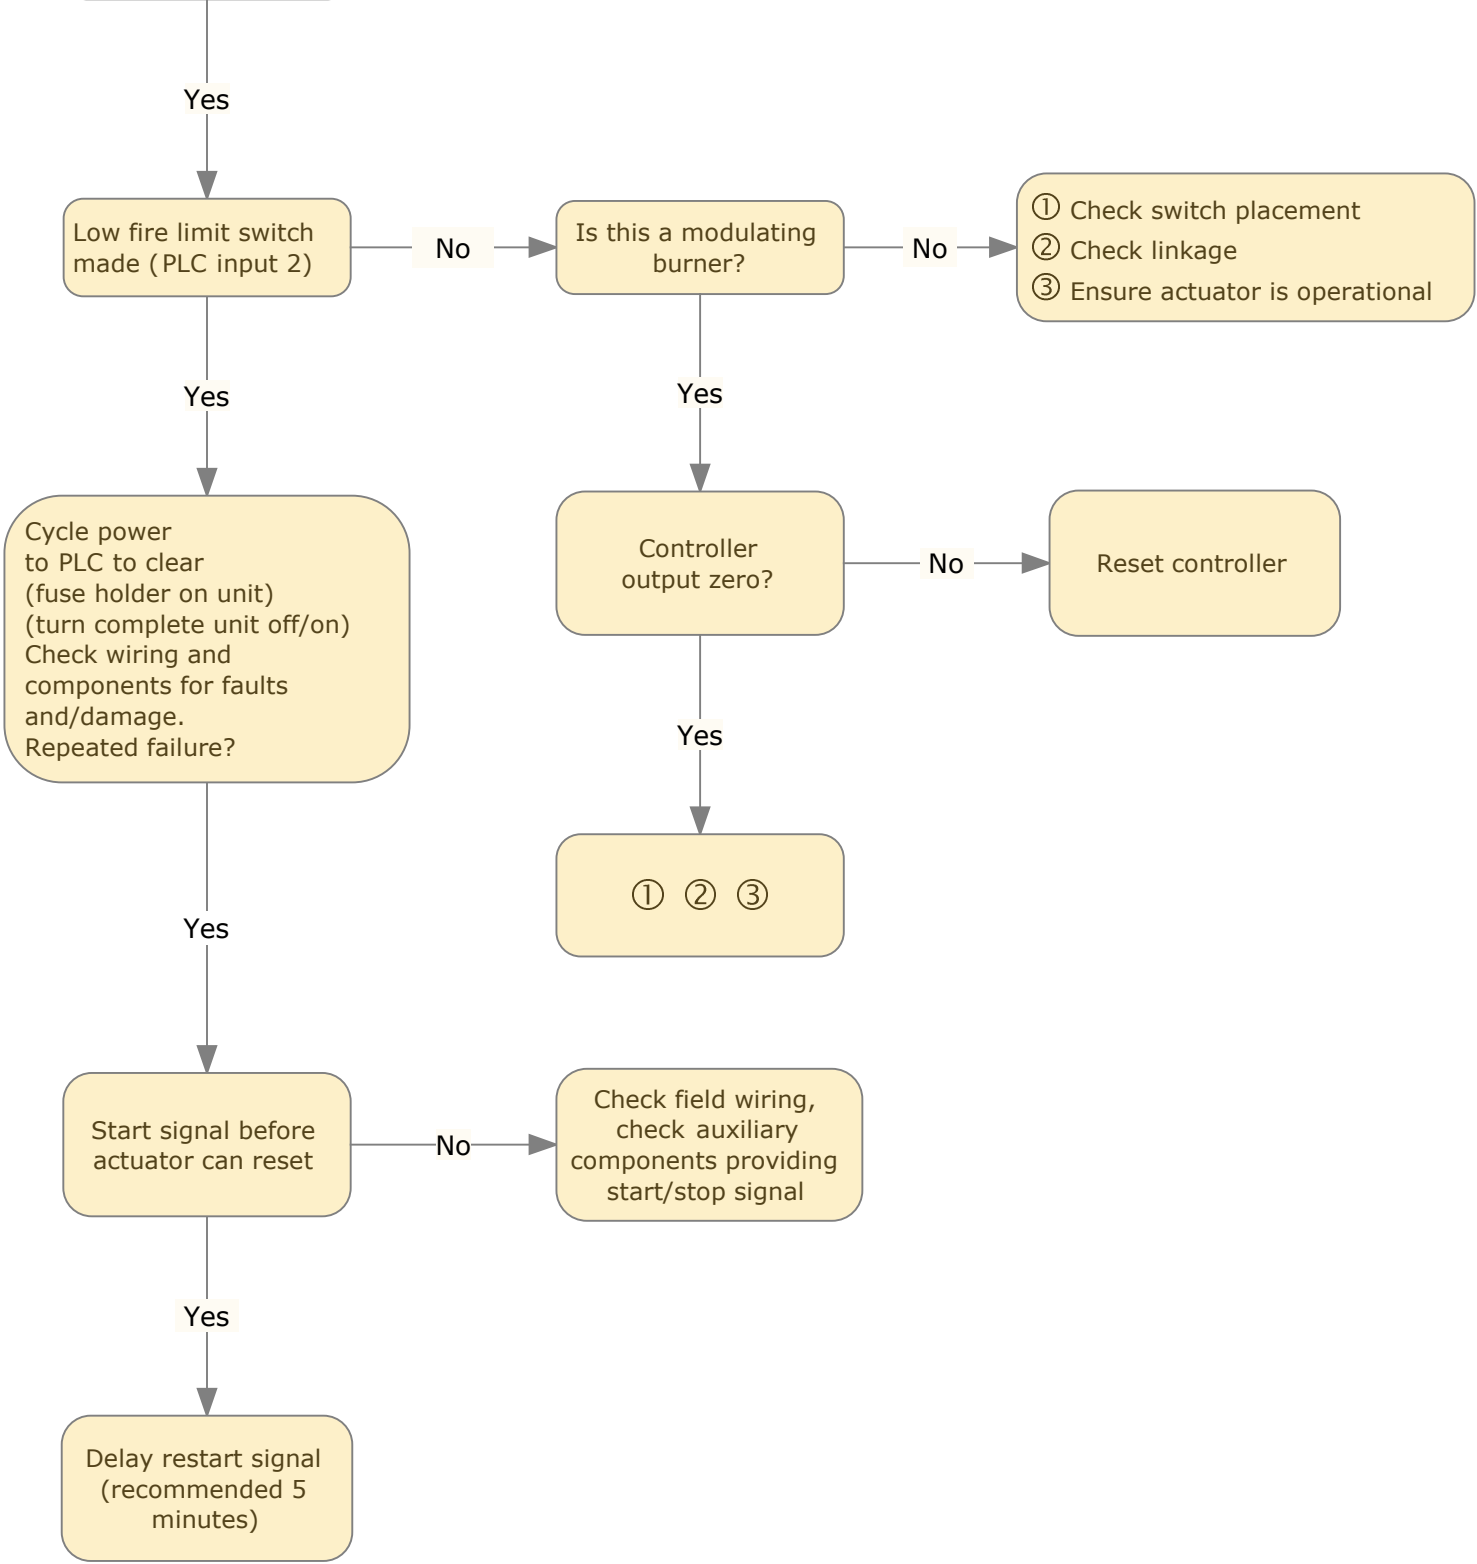 Yes
Low fire limit switch
made (PLC input 2)
No
Is this a modulating
burner?
No
① Check switch placement
② Check linkage
③ Ensure actuator is operational
Yes
Yes
Cycle power
to PLC to clear
(fuse holder on unit)
(turn complete unit off/on)
Check wiring and
components for faults
and/damage.
Repeated failure?
Controller
output zero?
No
Reset controller
Yes
① ② ③
Yes
Start signal before
actuator can reset
No
Check field wiring,
check auxiliary
components providing
start/stop signal
Yes
Delay restart signal
(recommended 5
minutes)